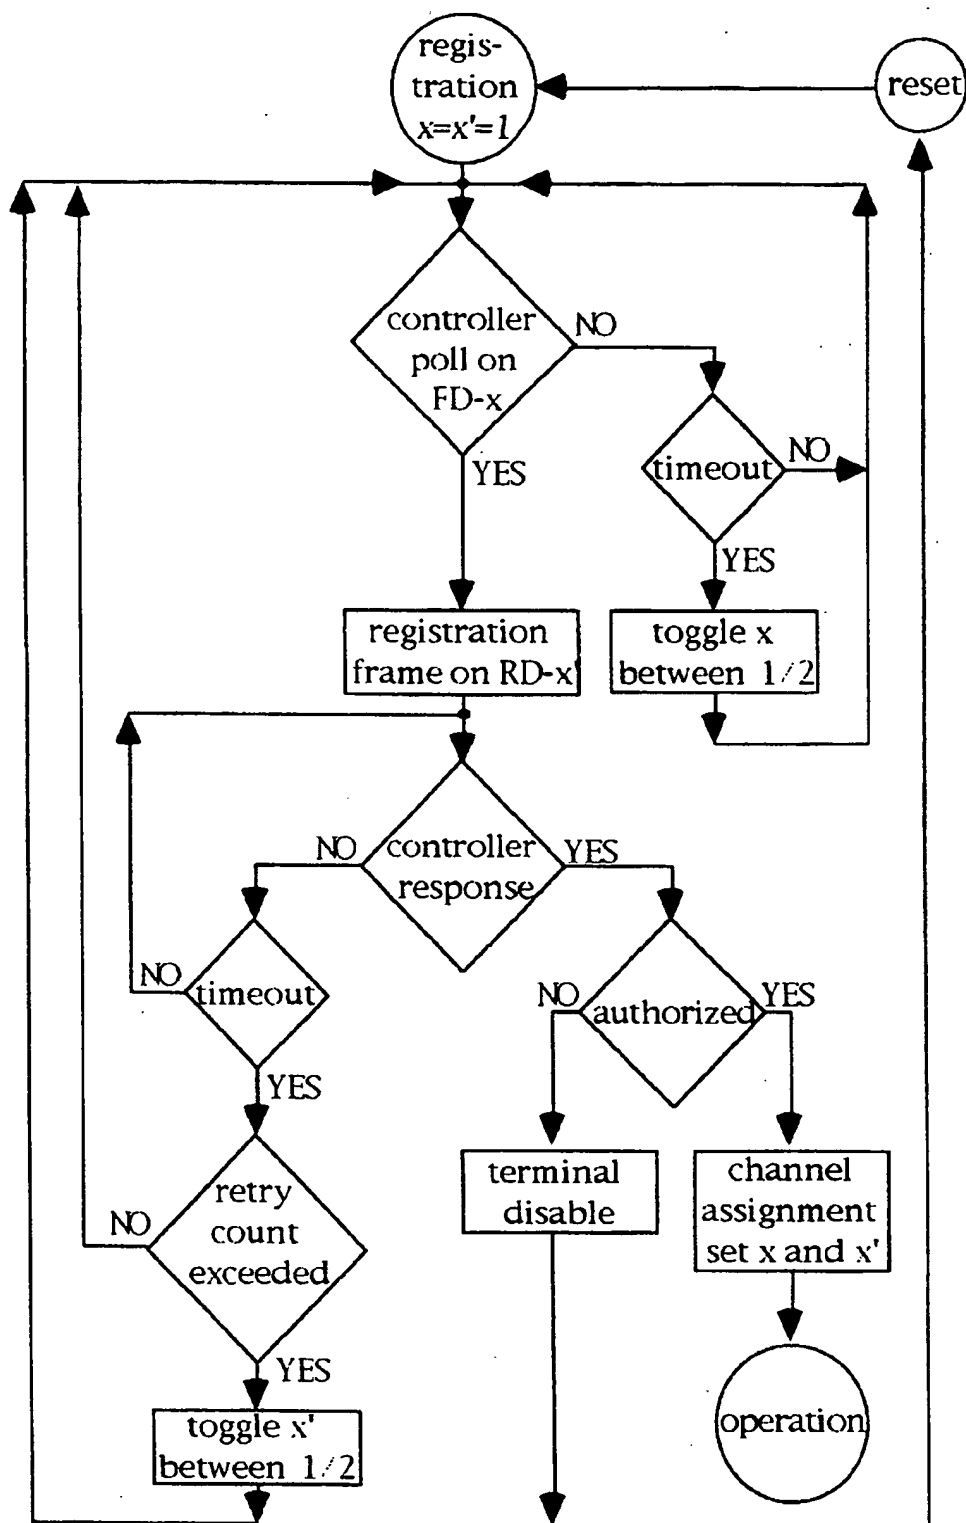 regis-
tration
x=x'=1
reset
controller
poll on
FD-x
NO
YES
timeout
NO
YES
registration
frame on RD-x'
toggle x
between 1/2
controller
response
NO
YES
timeout
NO
YES
authorized
NO
YES
retry
count
exceeded
NO
YES
terminal
disable
channel
assignment
set x and x'
toggle x'
between 1/2
operation